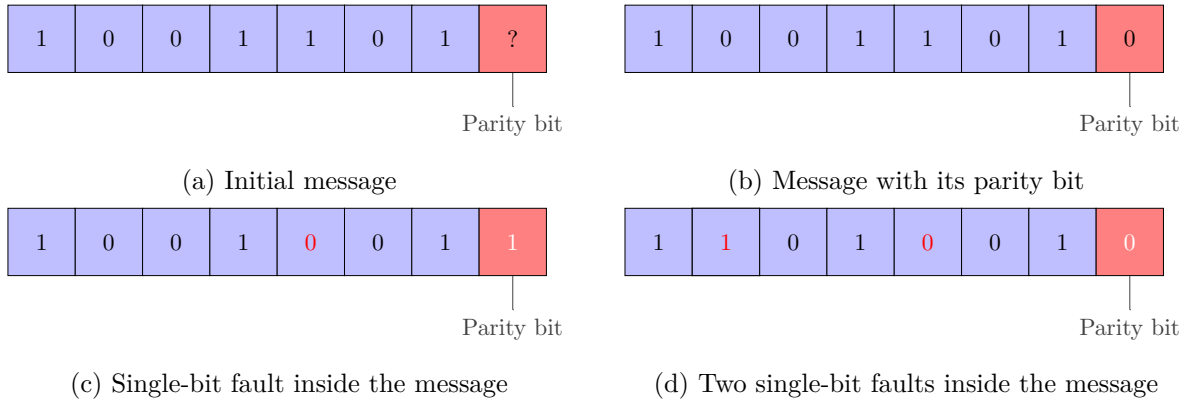 1 0 0 1 1 0 1 ?
Parity bit
(a) Initial message
1 0 0 1 1 0 1 0
Parity bit
(b) Message with its parity bit
1 0 0 1 0 0 1 1
Parity bit
(c) Single-bit fault inside the message
1 1 0 1 0 0 1 0
Parity bit
(d) Two single-bit faults inside the message